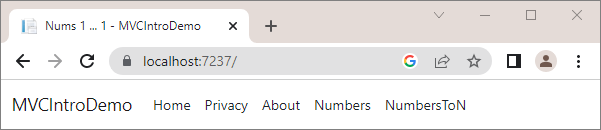 Nums 1 ... 1 - MVCIntroDemo
localhost:7237/
MVCIntroDemo Home Privacy About Numbers NumbersToN